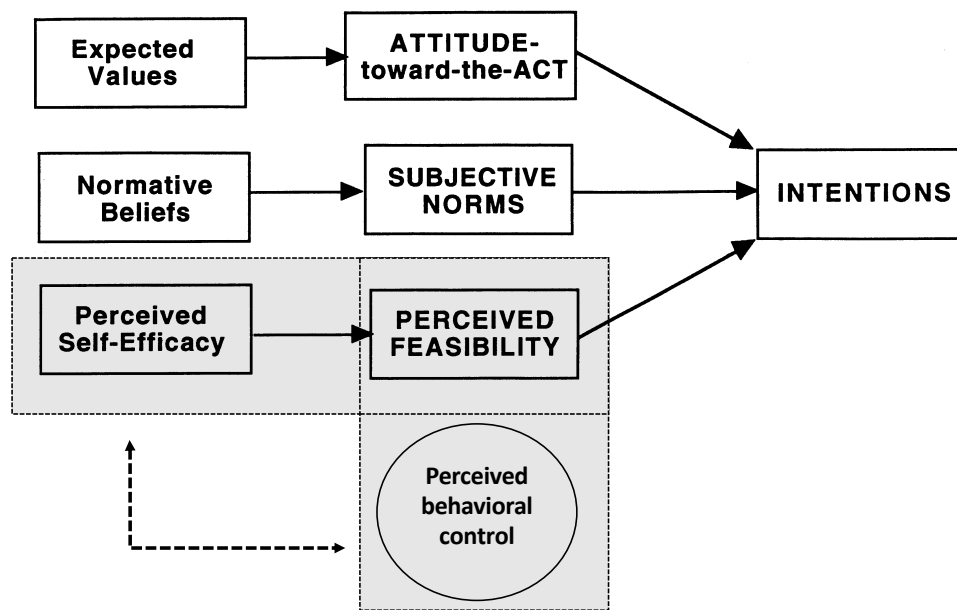 Expected
Values
ATTITUDE-
toward-the-ACT
Normative
Beliefs
SUBJECTIVE
NORMS
INTENTIONS
Perceived
Self-Efficacy
PERCEIVED
FEASIBILITY
Perceived
behavioral
control